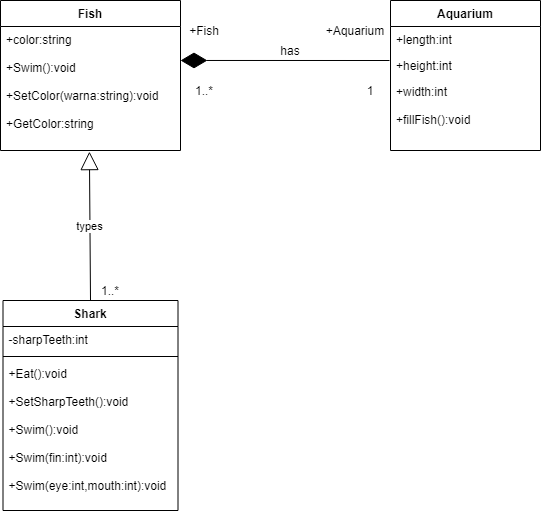 Fish
+color:string
+Swim():void
+SetColor(warna:string):void
+GetColor:string
+Fish
+Aquarium
has
1..*
1
Aquarium
+length:int
+height:int
+width:int
+fillFish():void
types
1..*
Shark
-sharpTeeth:int
+Eat():void
+SetSharpTeeth():void
+Swim():void
+Swim(fin:int):void
+Swim(eye:int,mouth:int):void